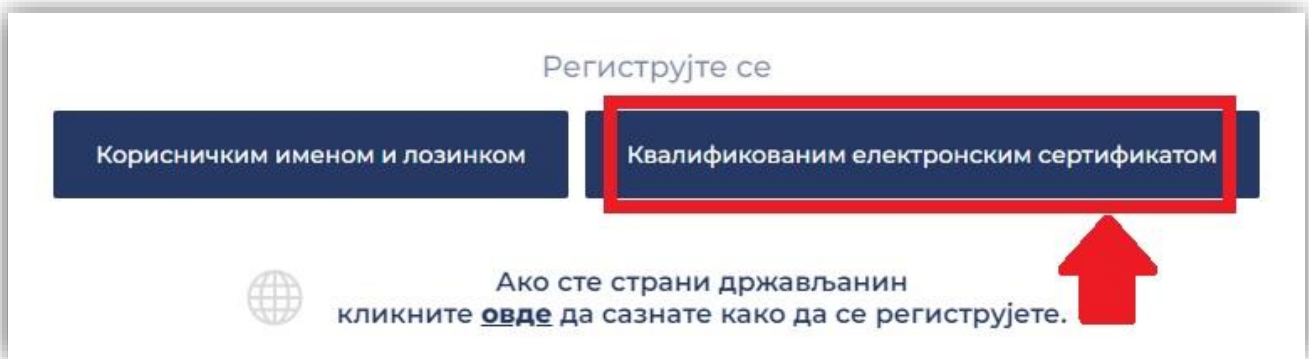 Региструјте се
Корисничким именом и лозинком
Квалификованим електронским сертификатом
Ако сте страни држављанин
кликните овде да сазнате како да се региструјете.